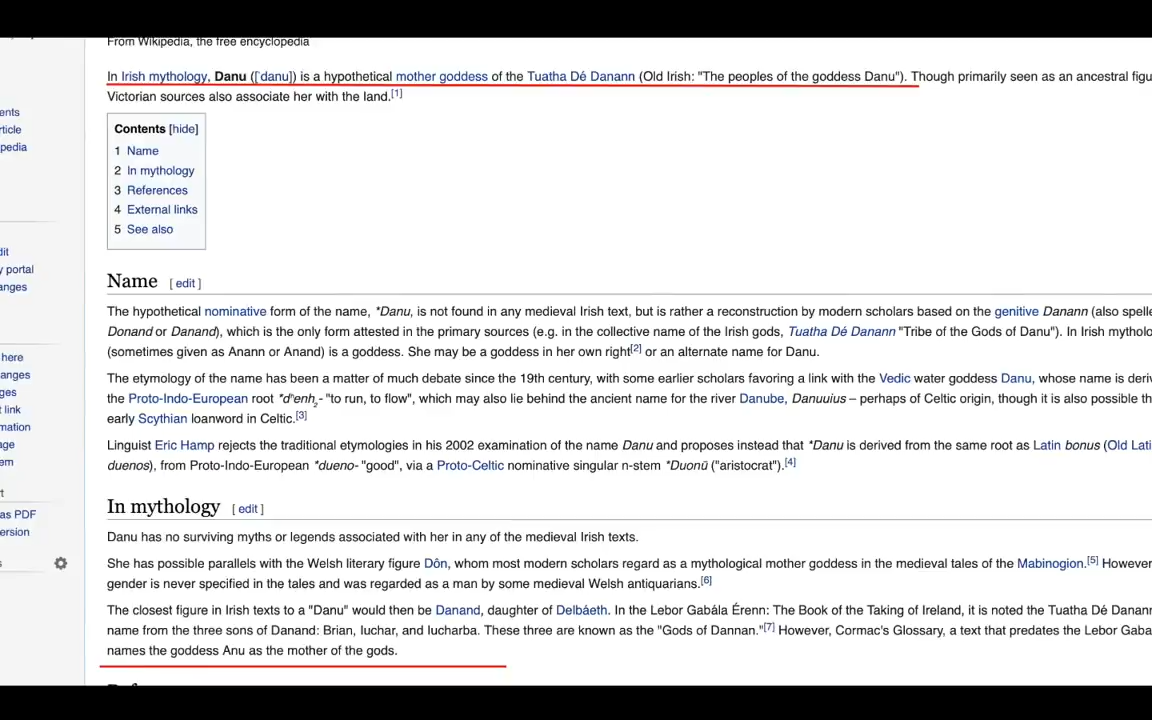 From Wikipedia, the free encyclopedia
In Irish mythology, Danu ([ˈdanu]) is a hypothetical mother goddess of the Tuatha Dé Danann (Old Irish: "The peoples of the goddess Danu"). Though primarily seen as an ancestral figu
Victorian sources also associate her with the land.[1]
ents
rticle
pedia
Contents [hide]
1 Name
2 In mythology
3 References
4 External links
5 See also
dit
y portal
anges
Name [ edit ]
The hypothetical nominative form of the name, *Danu, is not found in any medieval Irish text, but is rather a reconstruction by modern scholars based on the genitive Danann (also spelle
Donand or Danand), which is the only form attested in the primary sources (e.g. in the collective name of the Irish gods, Tuatha Dé Danann "Tribe of the Gods of Danu"). In Irish mytholo
(sometimes given as Anann or Anand) is a goddess. She may be a goddess in her own right[2] or an alternate name for Danu.
The etymology of the name has been a matter of much debate since the 19th century, with some earlier scholars favoring a link with the Vedic water goddess Danu, whose name is deriv
the Proto-Indo-European root *dʰenh₂- "to run, to flow", which may also lie behind the ancient name for the river Danube, Danuuius – perhaps of Celtic origin, though it is also possible th
early Scythian loanword in Celtic.[3]
Linguist Eric Hamp rejects the traditional etymologies in his 2002 examination of the name Danu and proposes instead that *Danu is derived from the same root as Latin bonus (Old Lati
duenos), from Proto-Indo-European *dueno- "good", via a Proto-Celtic nominative singular n-stem *Duonū ("aristocrat").[4]
here
anges
ges
t link
mation
age
em
t
as PDF
ersion
s
In mythology [ edit ]
Danu has no surviving myths or legends associated with her in any of the medieval Irish texts.
She has possible parallels with the Welsh literary figure Dôn, whom most modern scholars regard as a mythological mother goddess in the medieval tales of the Mabinogion.[5] However
gender is never specified in the tales and was regarded as a man by some medieval Welsh antiquarians.[6]
The closest figure in Irish texts to a "Danu" would then be Danand, daughter of Delbáeth. In the Lebor Gabála Érenn: The Book of the Taking of Ireland, it is noted the Tuatha Dé Danann
name from the three sons of Danand: Brian, Iuchar, and Iucharba. These three are known as the "Gods of Dannan."[7] However, Cormac's Glossary, a text that predates the Lebor Gaba
names the goddess Anu as the mother of the gods.